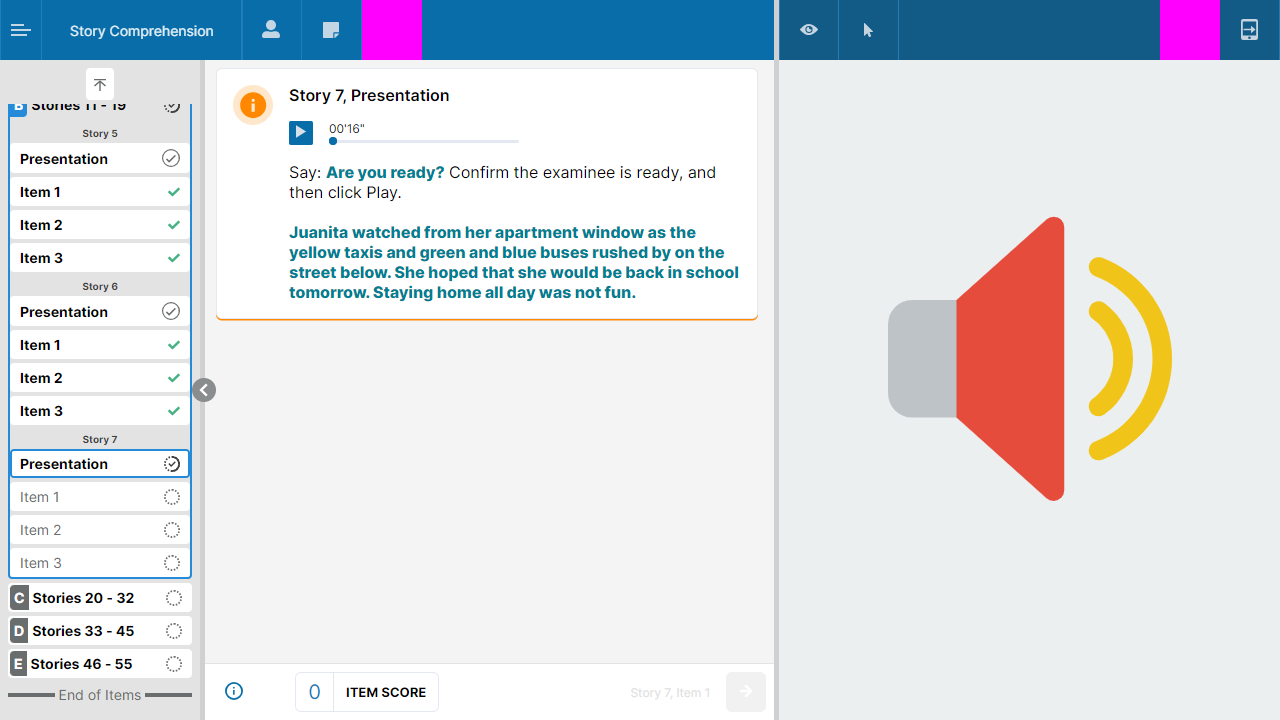 Story Comprehension
B Stories 11 - 19
Story 5
Presentation
Item 1
Item 2
Item 3
Story 6
Presentation
Item 1
Item 2
Item 3
Story 7
Presentation
Item 1
Item 2
Item 3
C Stories 20 - 32
D Stories 33 - 45
E Stories 46 - 55
End of Items
Story 7, Presentation
00'16"
Say: Are you ready? Confirm the examinee is ready, and
then click Play.
Juanita watched from her apartment window as the
yellow taxis and green and blue buses rushed by on the
street below. She hoped that she would be back in school
tomorrow. Staying home all day was not fun.
0 ITEM SCORE
Story 7, Item 1